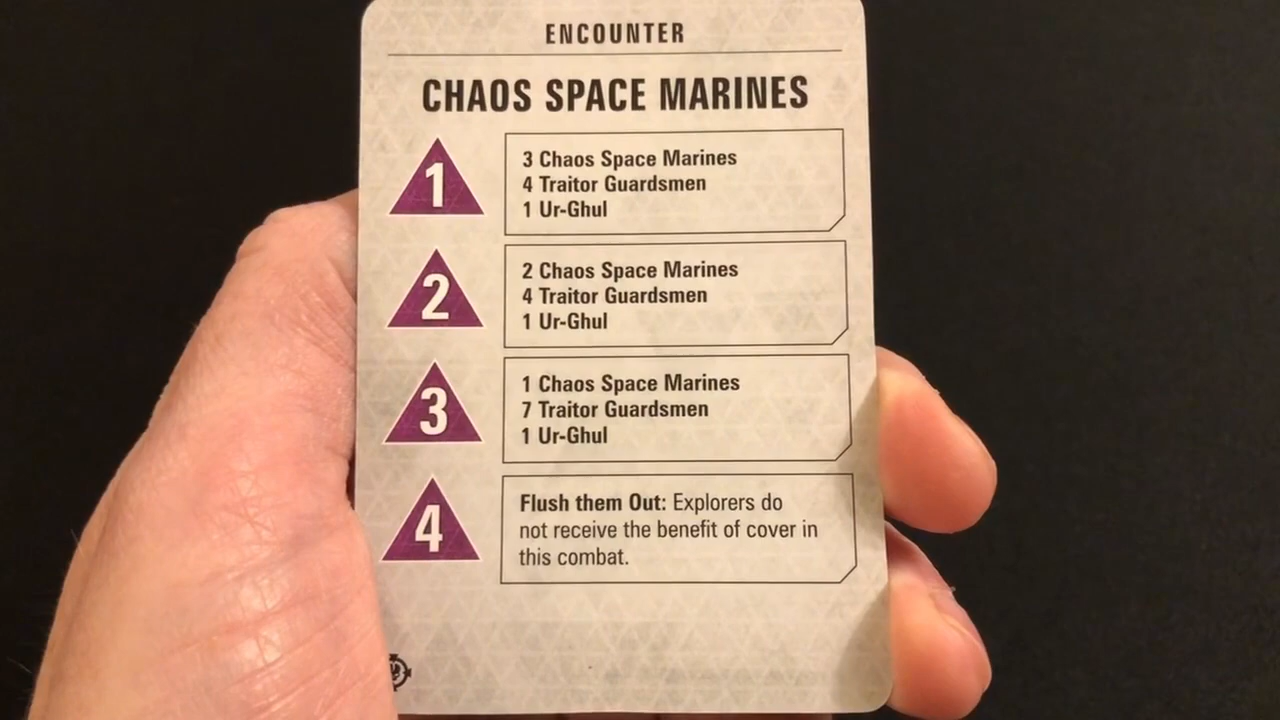 ENCOUNTER
CHAOS SPACE MARINES
1
3 Chaos Space Marines
4 Traitor Guardsmen
1 Ur-Ghul
2
2 Chaos Space Marines
4 Traitor Guardsmen
1 Ur-Ghul
3
1 Chaos Space Marines
7 Traitor Guardsmen
1 Ur-Ghul
4
Flush them Out: Explorers do
not receive the benefit of cover in
this combat.